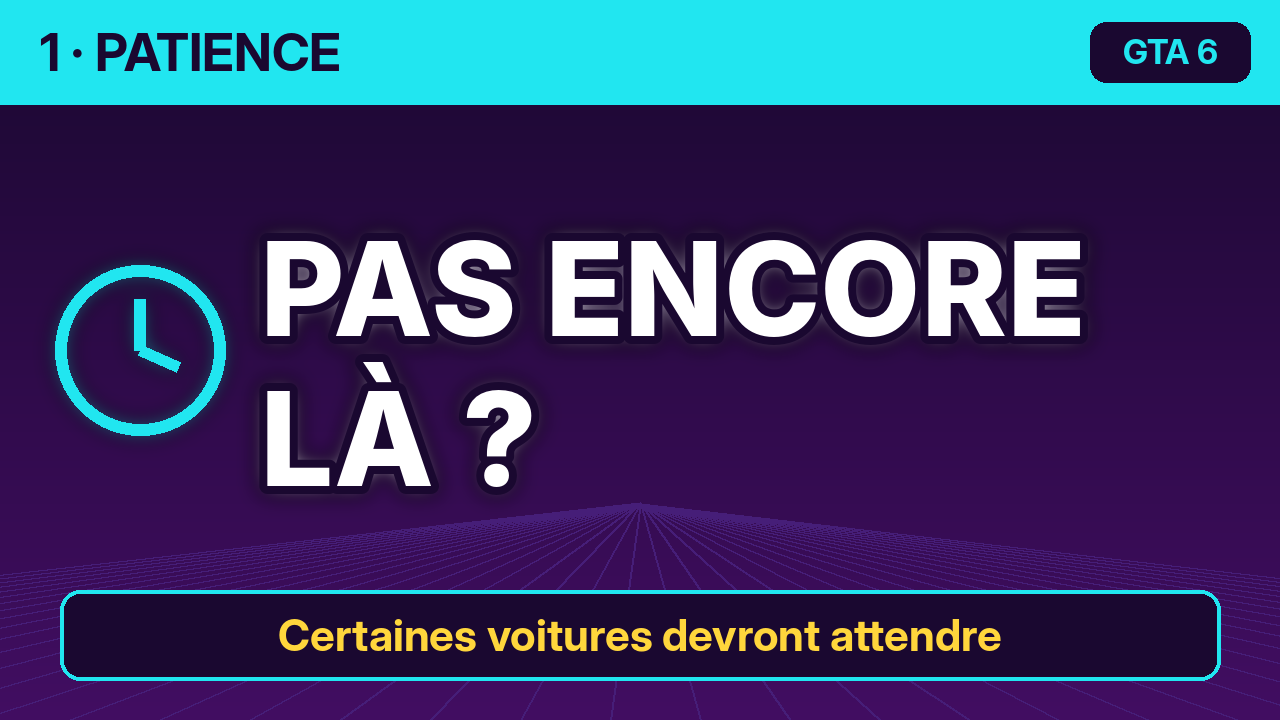 1 · PATIENCE
GTA 6
PAS ENCORE
LÀ ?
Certaines voitures devront attendre